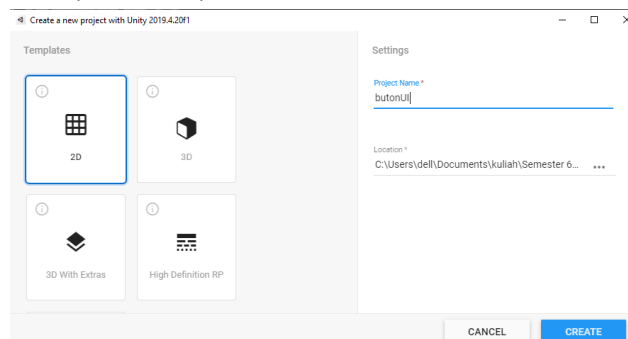 Create a new project with Unity 2019.4.20f1
Templates
Settings
Project Name *
butonUI
2D
3D
Location *
C:\Users\dell\Documents\kuliah\Semester 6... ...
3D With Extras
High Definition RP
CANCEL
CREATE